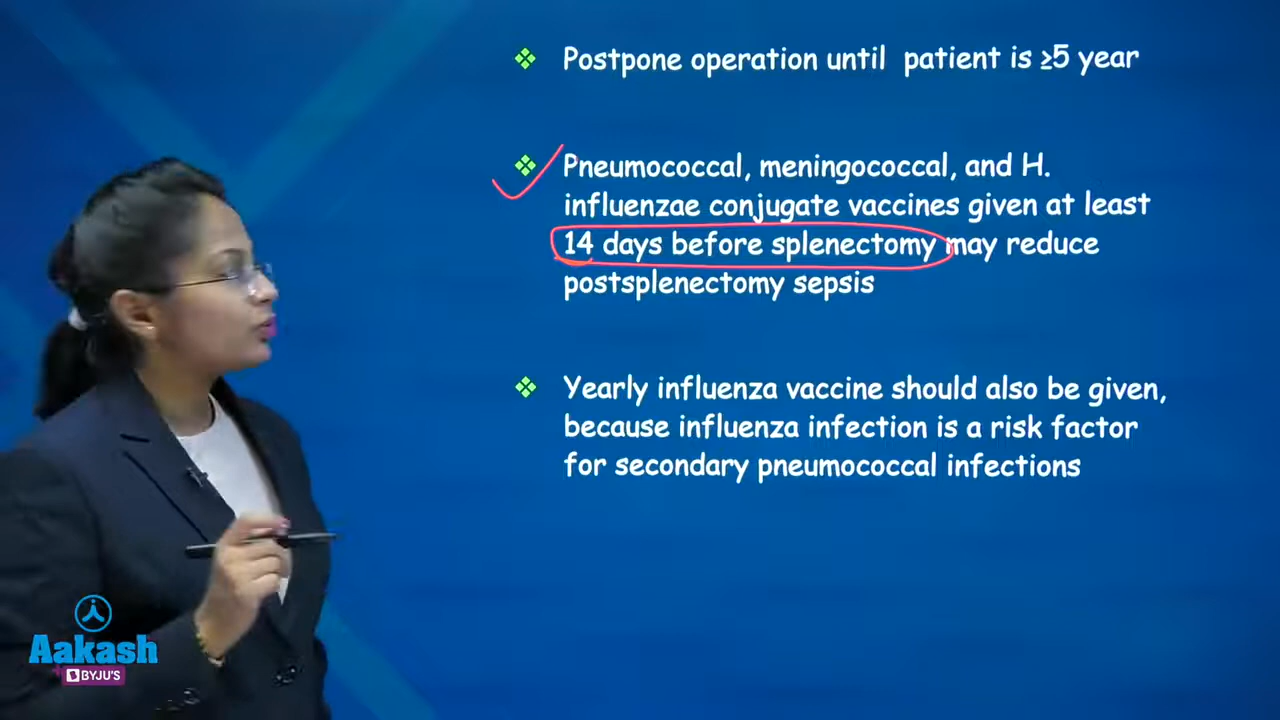 Postpone operation until patient is ≥5 year
Pneumococcal, meningococcal, and H.
influenzae conjugate vaccines given at least
14 days before splenectomy may reduce
postsplenectomy sepsis
Yearly influenza vaccine should also be given,
because influenza infection is a risk factor
for secondary pneumococcal infections
Aakash
BYJU'S